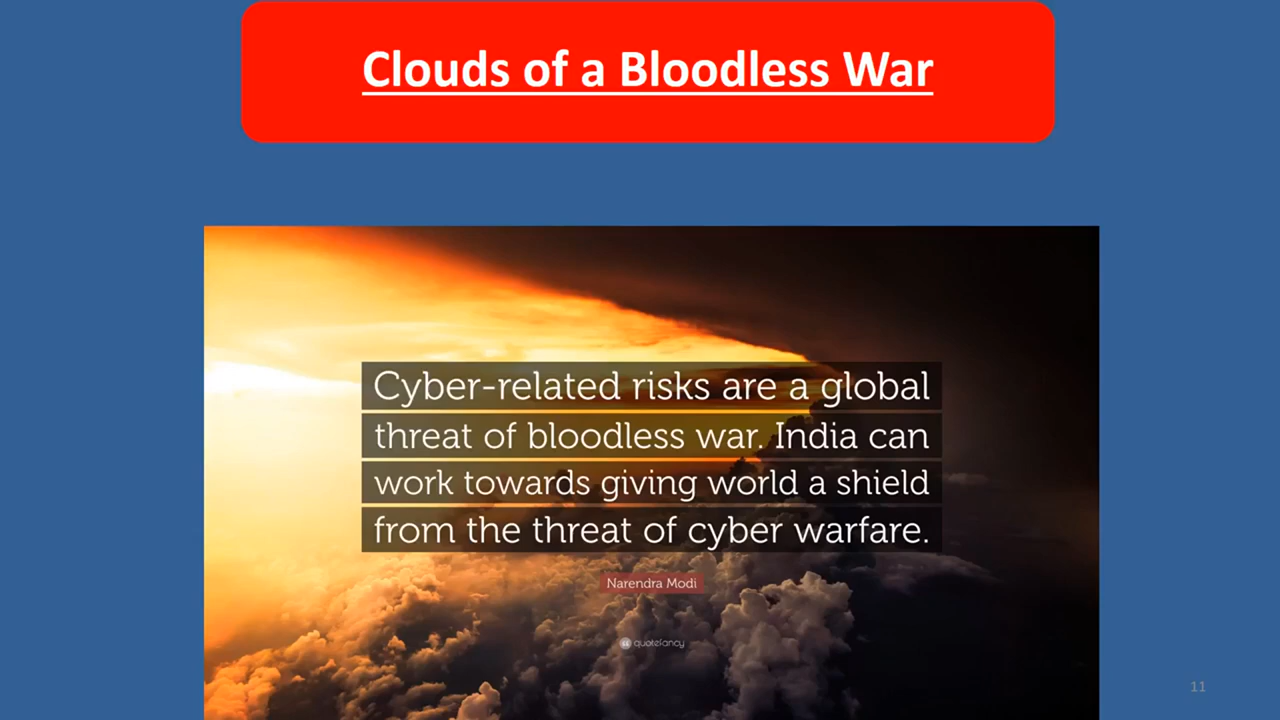 Clouds of a Bloodless War
Cyber-related risks are a global
threat of bloodless war. India can
work towards giving world a shield
from the threat of cyber warfare.
Narendra Modi
quotefancy
11